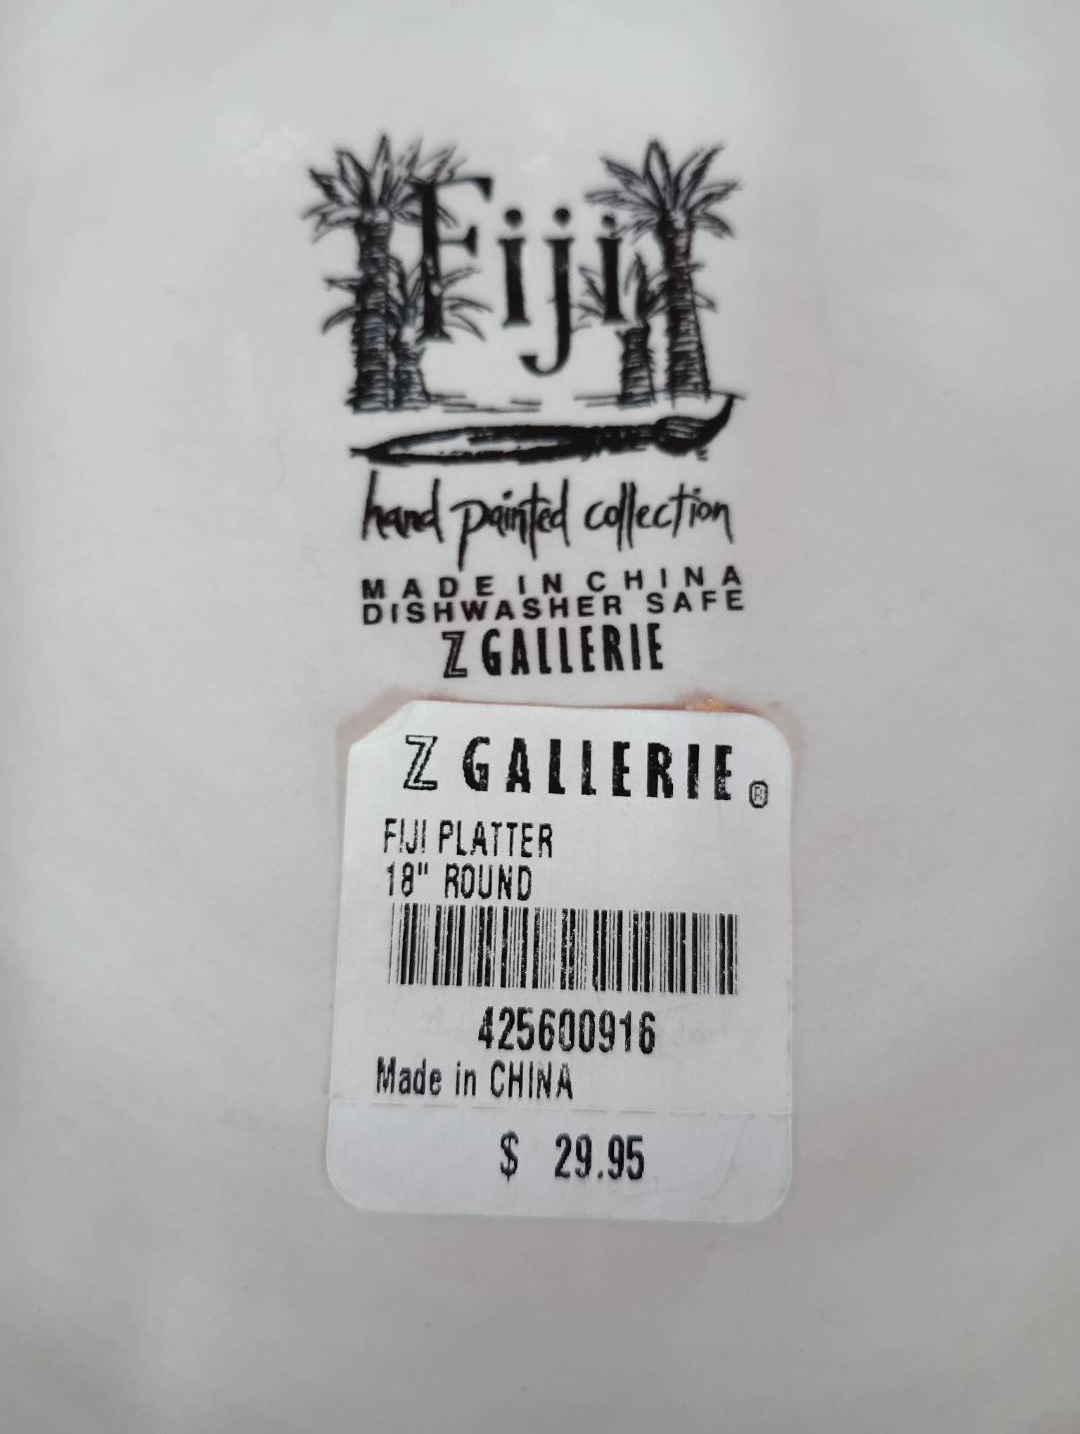 Fiji
hand painted collection
MADE IN CHINA
DISHWASHER SAFE
Z GALLERIE
Z GALLERIE®
FIJI PLATTER
18" ROUND
425600916
Made in CHINA
$ 29.95